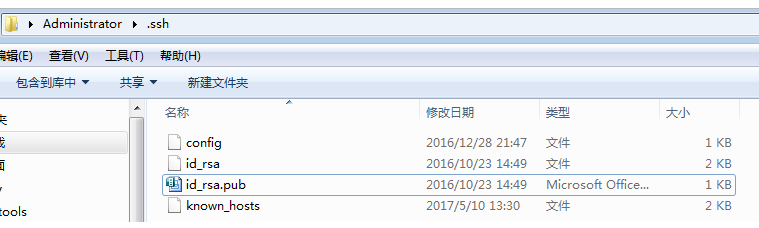 Administrator .ssh
编辑(E) 查看(V) 工具(T) 帮助(H)
包含到库中 共享 新建文件夹
名称 修改日期 类型 大小
config 2016/12/28 21:47 文件 1 KB
id_rsa 2016/10/23 14:49 文件 2 KB
id_rsa.pub 2016/10/23 14:49 Microsoft Office... 1 KB
known_hosts 2017/5/10 13:30 文件 2 KB
tools